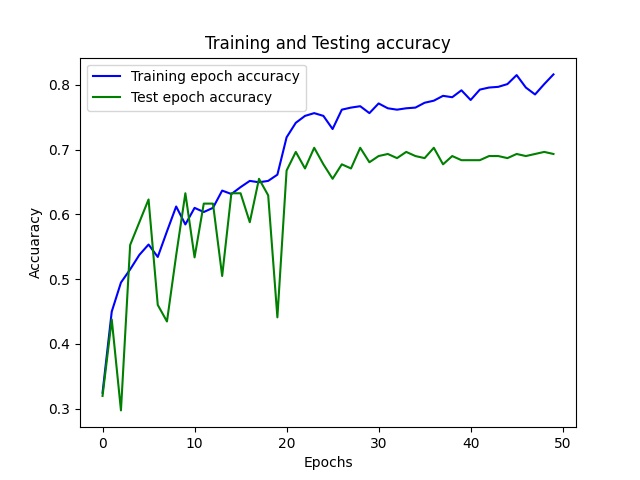 Training and Testing accuracy
Training epoch accuracy
Test epoch accuracy
Accuaracy
0.8
0.7
0.6
0.5
0.4
0.3
0 10 20 30 40 50
Epochs